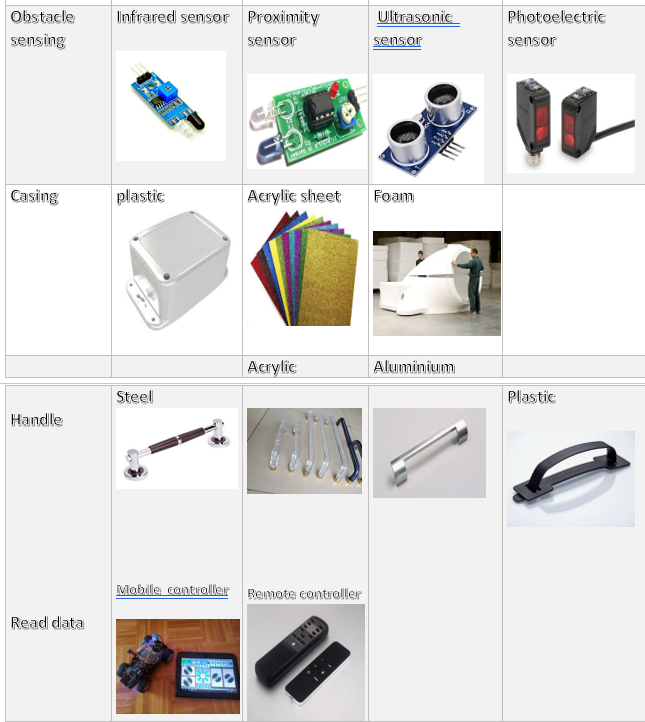 Obstacle sensing
Infrared sensor
Proximity sensor
Ultrasonic sensor
Photoelectric sensor
Casing
plastic
Acrylic sheet
Foam
Acrylic
Aluminium
Handle
Steel
Plastic
Read data
Mobile controller
Remote controller